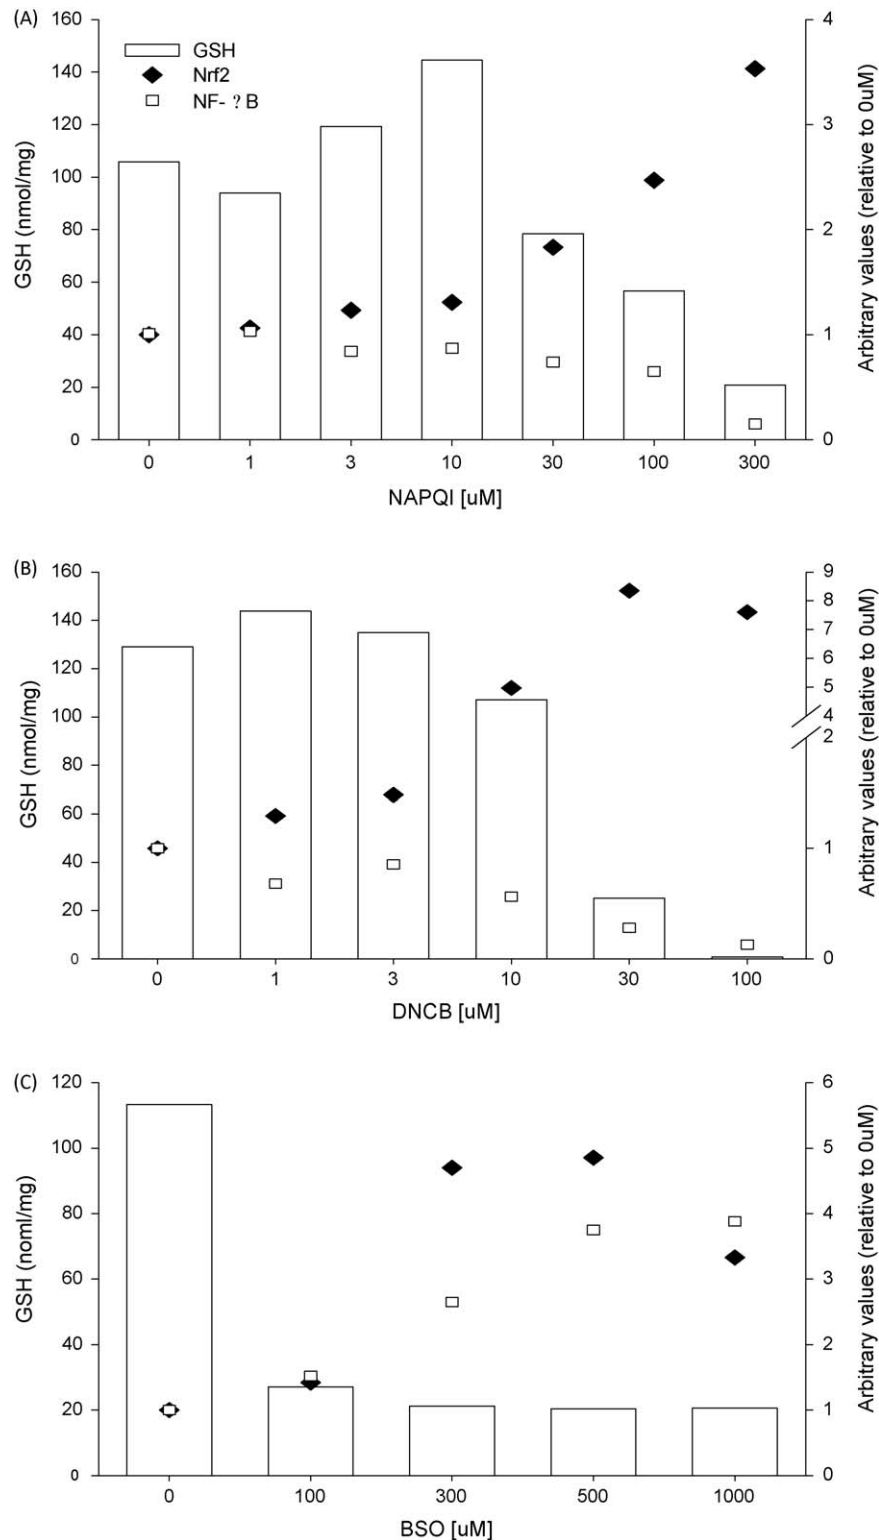 (A)
160
140
120
100
80
60
40
20
0
GSH (nmol/mg)
GSH
Nrf2
NF- ? B
4
3
2
1
0
Arbitrary values (relative to 0uM)
0 1 3 10 30 100 300
NAPQI [uM]
(B)
160
140
120
100
80
60
40
20
0
GSH (nmol/mg)
9
8
7
6
5
4
2
1
0
Arbitrary values (relative to 0uM)
0 1 3 10 30 100
DNCB [uM]
(C)
120
100
80
60
40
20
0
GSH (noml/mg)
6
5
4
3
2
1
0
Arbitrary values (relative to 0uM)
0 100 300 500 1000
BSO [uM]